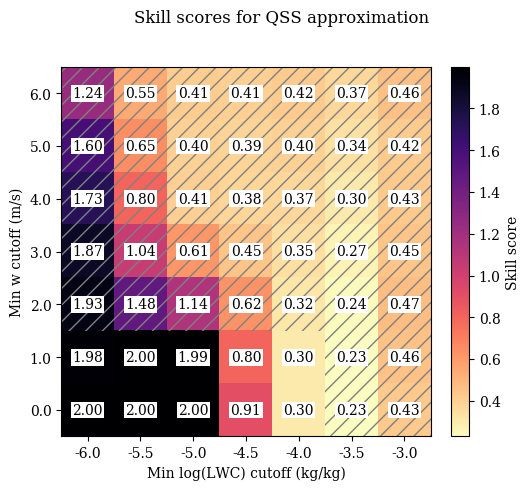 Skill scores for QSS approximation
6.0 1.24 0.55 0.41 0.41 0.42 0.37 0.46
5.0 1.60 0.65 0.40 0.39 0.40 0.34 0.42
4.0 1.73 0.80 0.41 0.38 0.37 0.30 0.43
3.0 1.87 1.04 0.61 0.45 0.35 0.27 0.45
2.0 1.93 1.48 1.14 0.62 0.32 0.24 0.47
1.0 1.98 2.00 1.99 0.80 0.30 0.23 0.46
0.0 2.00 2.00 2.00 0.91 0.30 0.23 0.43
-6.0 -5.5 -5.0 -4.5 -4.0 -3.5 -3.0
Min log(LWC) cutoff (kg/kg)
Min w cutoff (m/s)
1.8
1.6
1.4
1.2
1.0
0.8
0.6
0.4
Skill score